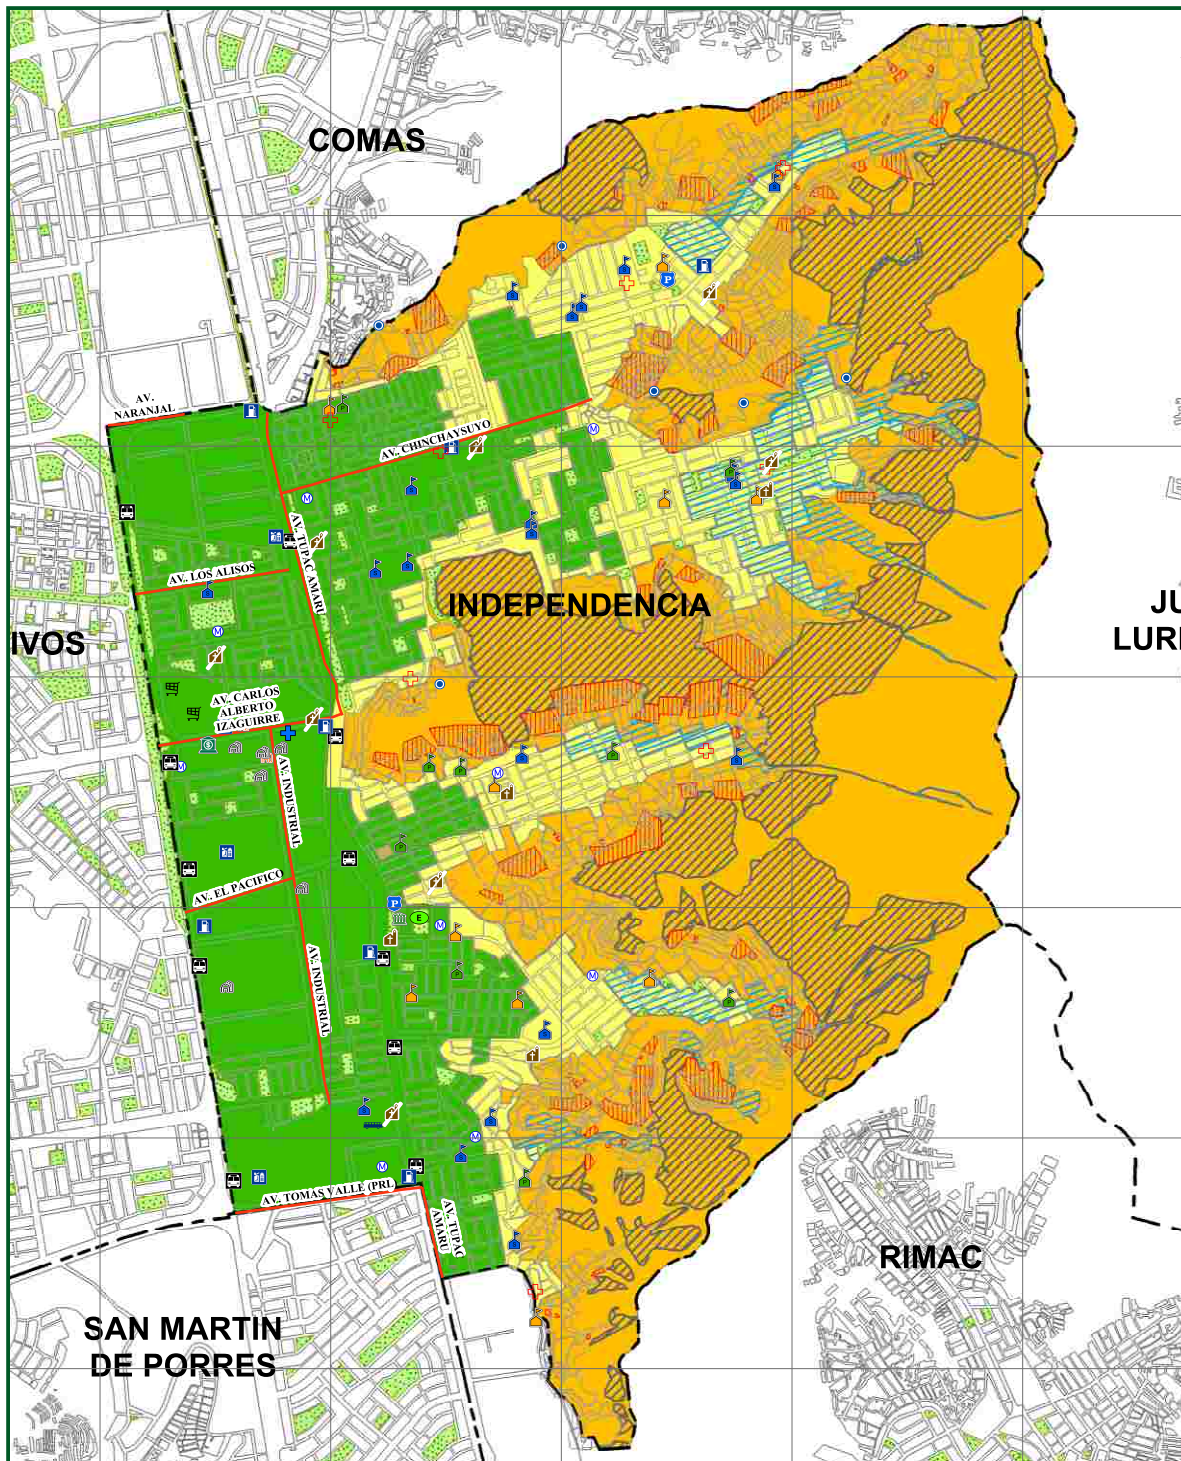 COMAS
AV.
NARANJAL
AV. CHINCHAYSUYO
AV. TUPAC AMARU
AV. LOS ALISOS
INDEPENDENCIA
JU
LURI
IVOS
AV. CARLOS
ALBERTO
IZAGUIRRE
AV. INDUSTRIAL
AV. EL PACIFICO
AV. INDUSTRIAL
AV. TOMAS VALLE (PRL)
AV. TUPAC
AMARU
RIMAC
SAN MARTIN
DE PORRES